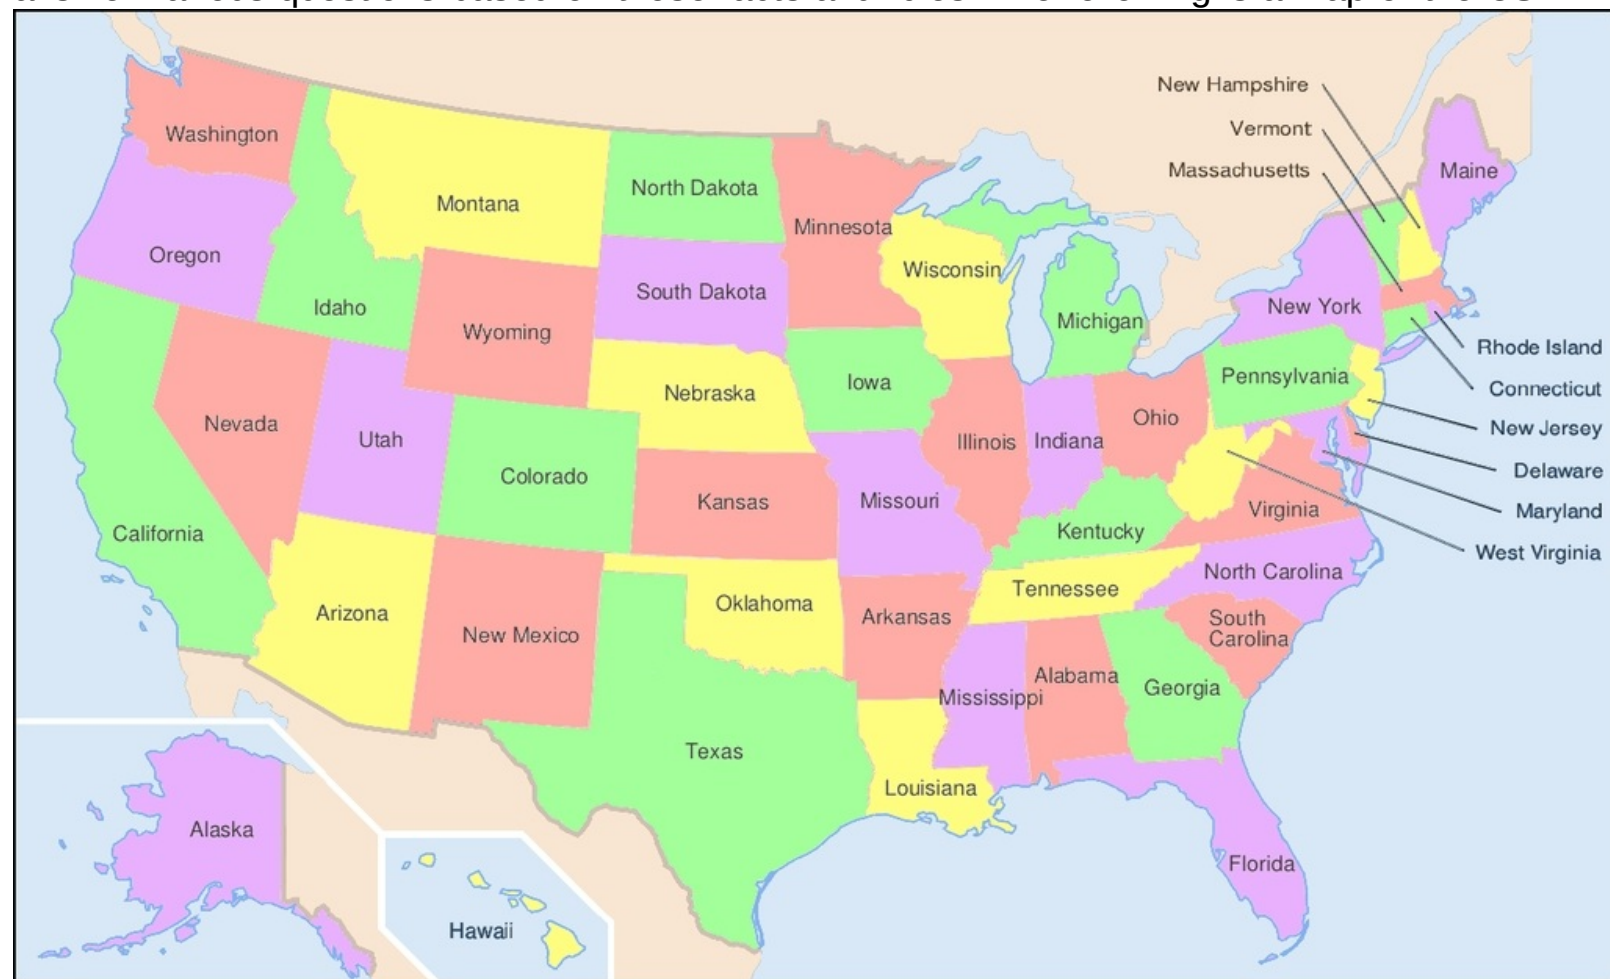 New Hampshire
Vermont
Washington
Massachusetts
Maine
North Dakota
Montana
Minnesota
Oregon
Wisconsin
South Dakota
Idaho
New York
Michigan
Wyoming
Rhode Island
Pennsylvania
Iowa
Connecticut
Nebraska
Ohio
Nevada
New Jersey
Utah
Illinois
Indiana
Delaware
Colorado
Missouri
Kansas
Virginia
Maryland
California
Kentucky
West Virginia
North Carolina
Tennessee
Oklahoma
Arizona
Arkansas
South
Carolina
New Mexico
Alabama
Georgia
Mississippi
Texas
Louisiana
Alaska
Florida
Hawaii